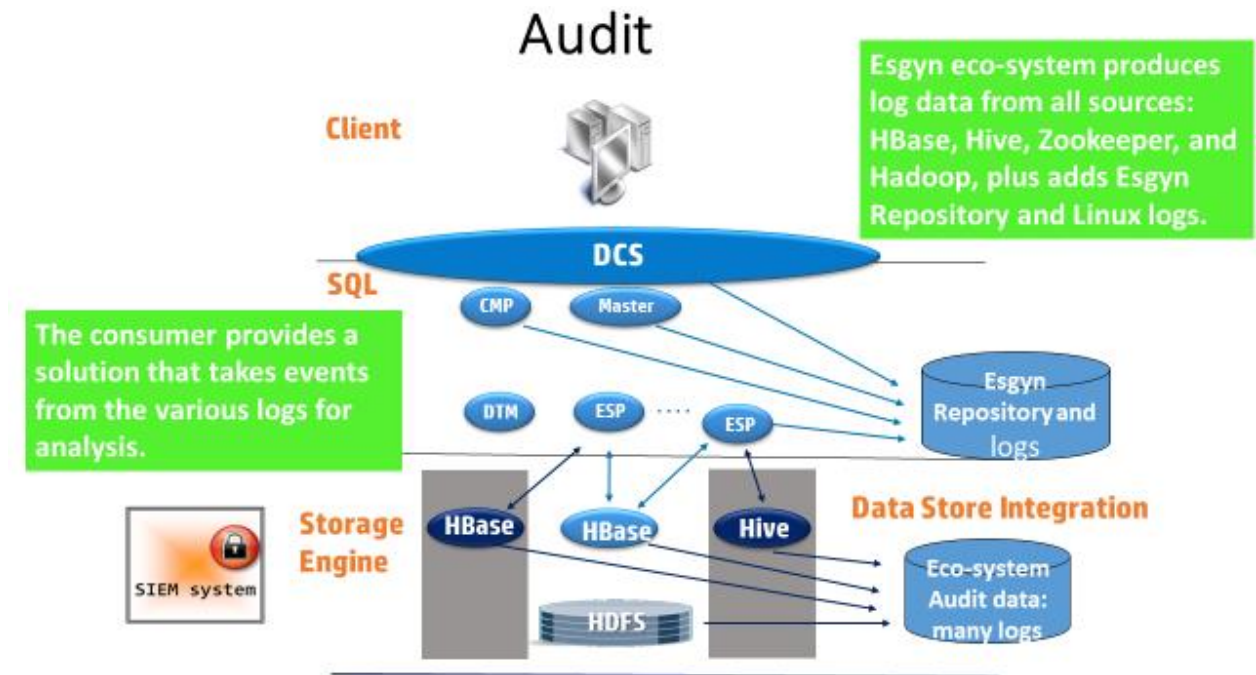 Audit
Esgyn eco-system produces
log data from all sources:
HBase, Hive, Zookeeper, and
Hadoop, plus adds Esgyn
Repository and Linux logs.
Client
DCS
SQL
CMP
Master
The consumer provides a
solution that takes events
from the various logs for
analysis.
DTM
ESP
ESP
Esgyn
Repository and
logs
Storage
Engine
HBase
HBase
Hive
Data Store Integration
SIEM system
HDFS
Eco-system
Audit data:
many logs